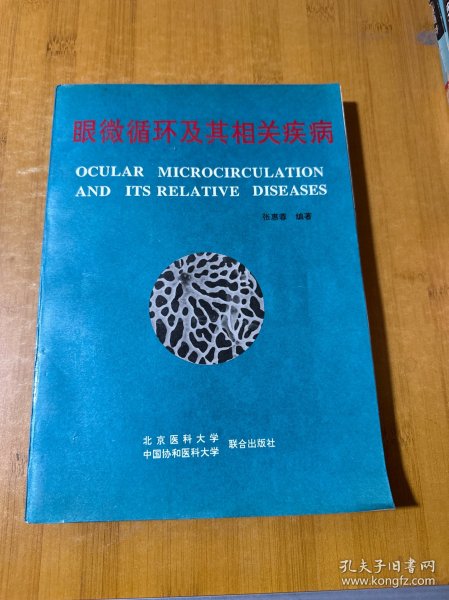 眼微循环及其相关疾病
OCULAR MICROCIRCULATION
AND ITS RELATIVE DISEASES
张惠蓉 编著
北京医科大学
中国协和医科大学
联合出版社
孔夫子旧书网
www.kongfz.com